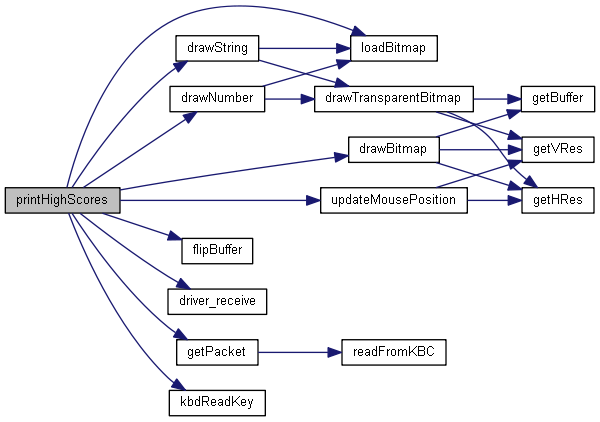 drawString
loadBitmap
drawNumber
drawTransparentBitmap
getBuffer
drawBitmap
getVRes
printHighScores
updateMousePosition
getHRes
flipBuffer
driver_receive
getPacket
readFromKBC
kbdReadKey